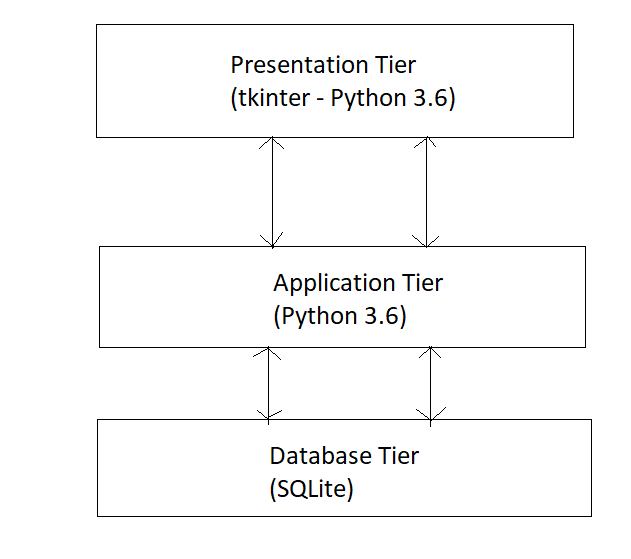 Presentation Tier
(tkinter - Python 3.6)
Application Tier
(Python 3.6)
Database Tier
(SQLite)